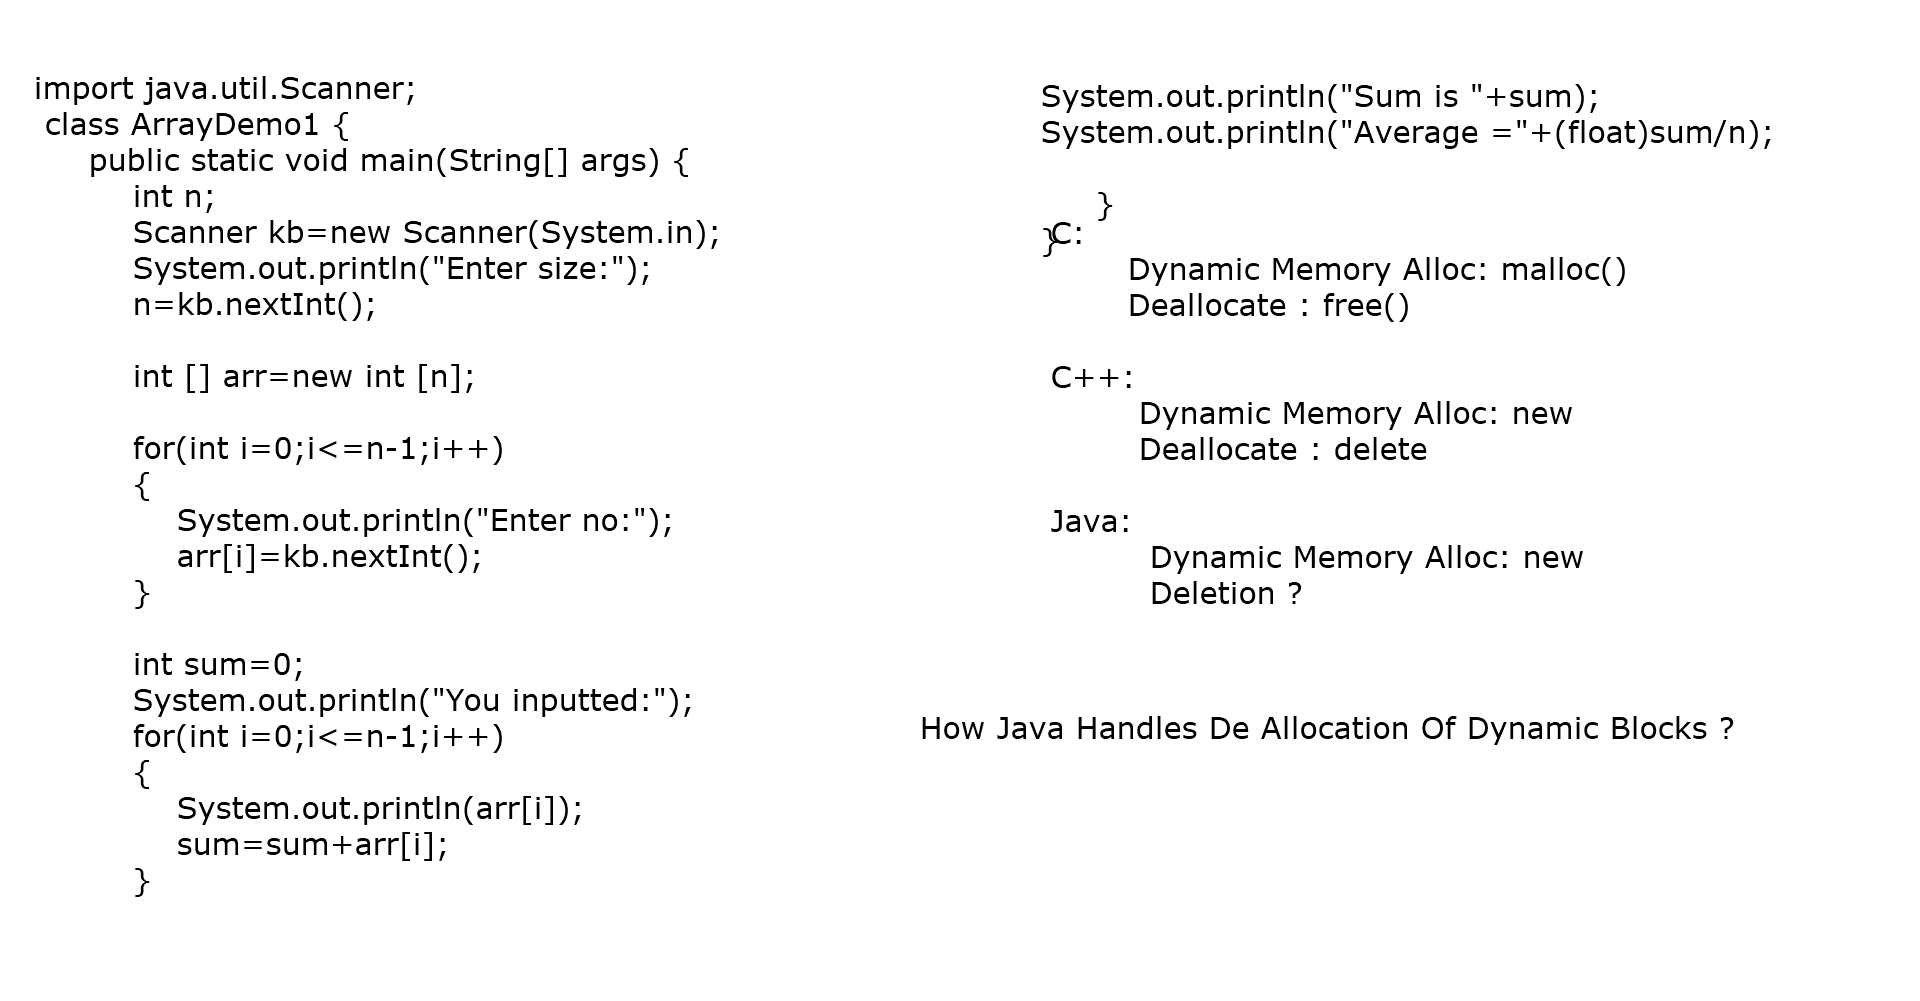 import java.util.Scanner;
class ArrayDemo1 {
public static void main(String[] args) {
int n;
Scanner kb=new Scanner(System.in);
System.out.println("Enter size:");
n=kb.nextInt();
int [] arr=new int [n];
for(int i=0;i<=n-1;i++)
{
System.out.println("Enter no:");
arr[i]=kb.nextInt();
}
int sum=0;
System.out.println("You inputted:");
for(int i=0;i<=n-1;i++)
{
System.out.println(arr[i]);
sum=sum+arr[i];
}
System.out.println("Sum is "+sum);
System.out.println("Average ="+(float)sum/n);
}
}
C:
Dynamic Memory Alloc: malloc()
Deallocate : free()
C++:
Dynamic Memory Alloc: new
Deallocate : delete
Java:
Dynamic Memory Alloc: new
Deletion ?
How Java Handles De Allocation Of Dynamic Blocks ?